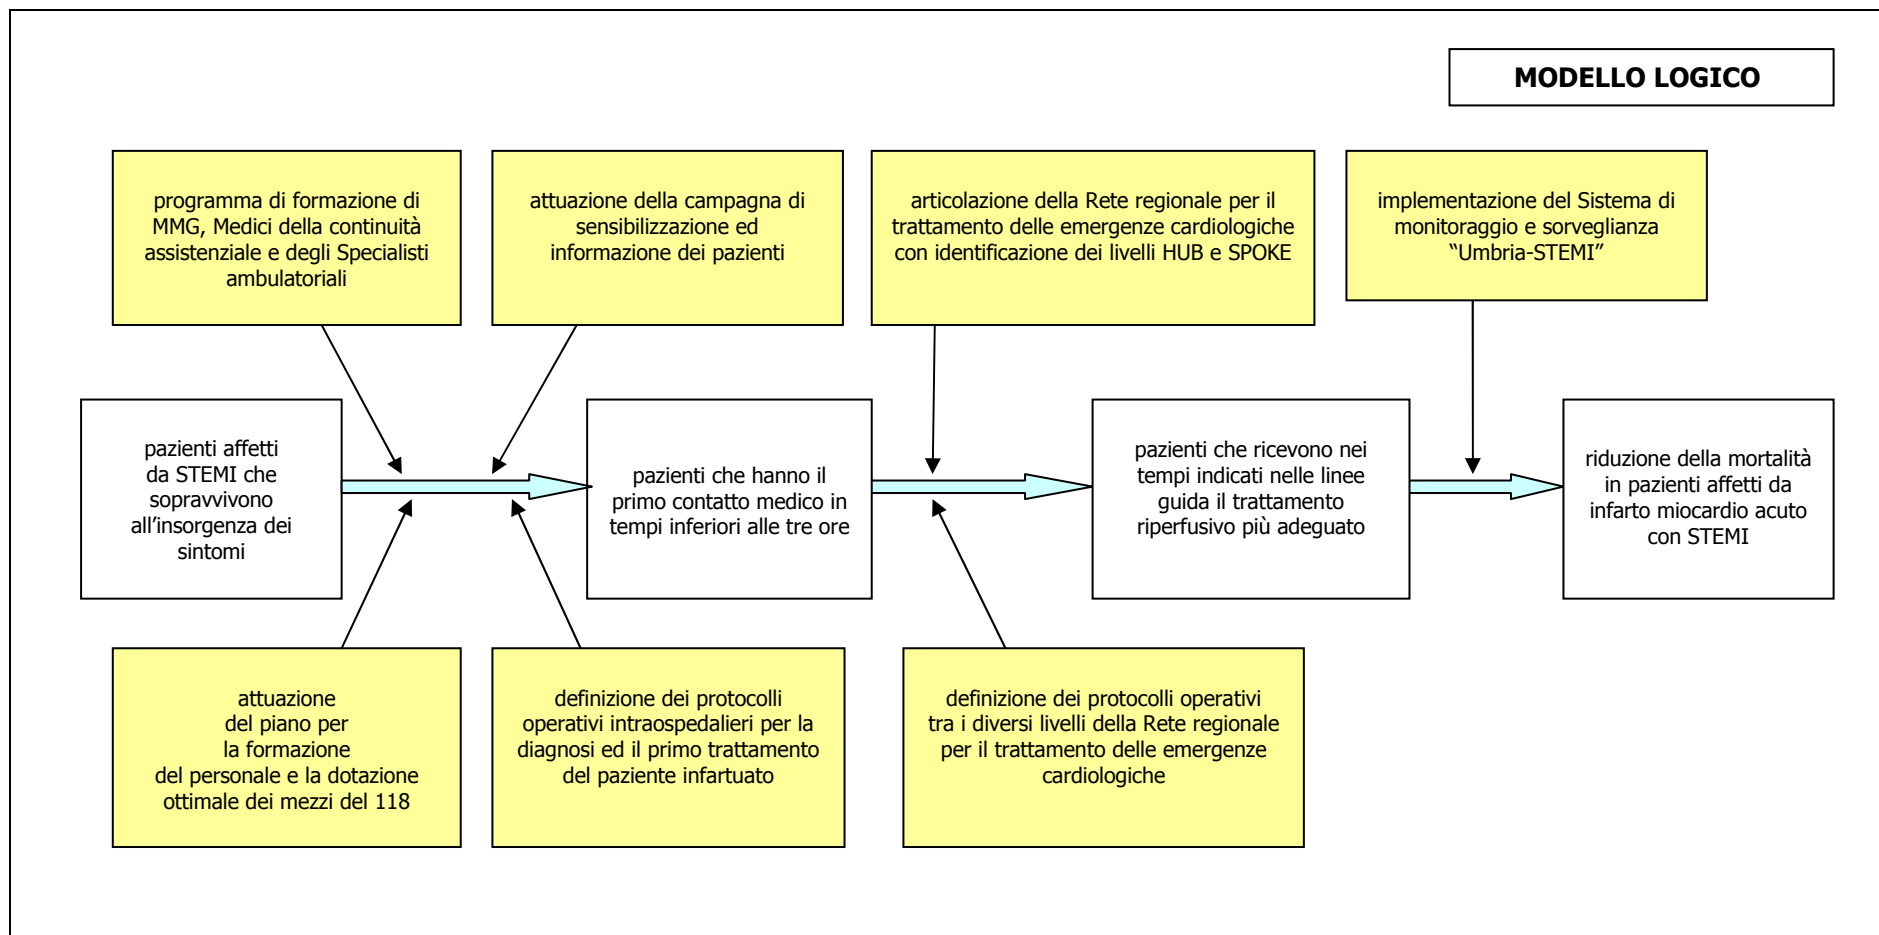 MODELLO LOGICO
programma di formazione di
MMG, Medici della continuità
assistenziale e degli Specialisti
ambulatoriali
attuazione della campagna di
sensibilizzazione ed
informazione dei pazienti
articolazione della Rete regionale per il
trattamento delle emergenze cardiologiche
con identificazione dei livelli HUB e SPOKE
implementazione del Sistema di
monitoraggio e sorveglianza
“Umbria-STEMI”
pazienti affetti
da STEMI che
sopravvivono
all’insorgenza dei
sintomi
pazienti che hanno il
primo contatto medico in
tempi inferiori alle tre ore
pazienti che ricevono nei
tempi indicati nelle linee
guida il trattamento
riperfusivo più adeguato
riduzione della mortalità
in pazienti affetti da
infarto miocardio acuto
con STEMI
attuazione
del piano per
la formazione
del personale e la dotazione
ottimale dei mezzi del 118
definizione dei protocolli
operativi intraospedalieri per la
diagnosi ed il primo trattamento
del paziente infartuato
definizione dei protocolli operativi
tra i diversi livelli della Rete regionale
per il trattamento delle emergenze
cardiologiche